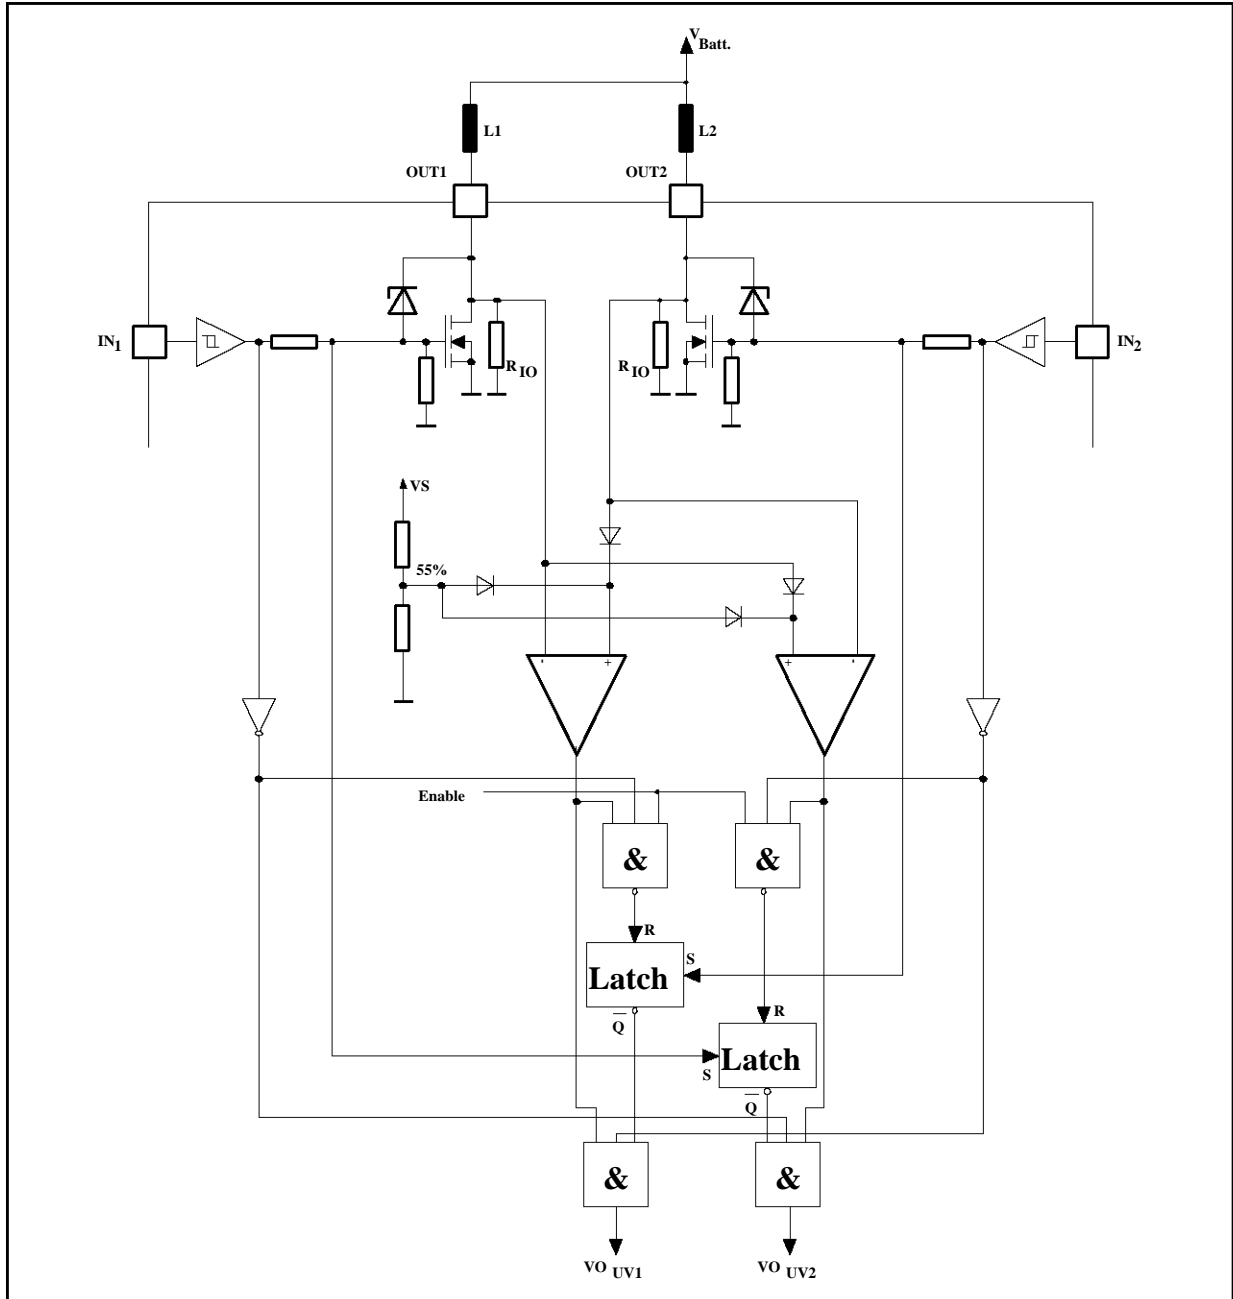 V Batt.
L1
L2
OUT1
OUT2
IN1
IN2
R IO
R IO
VS
55%
- +
+ -
Enable
&
&
R
S
Latch
Q
R
S
Latch
Q
&
&
VO UV1
VO UV2